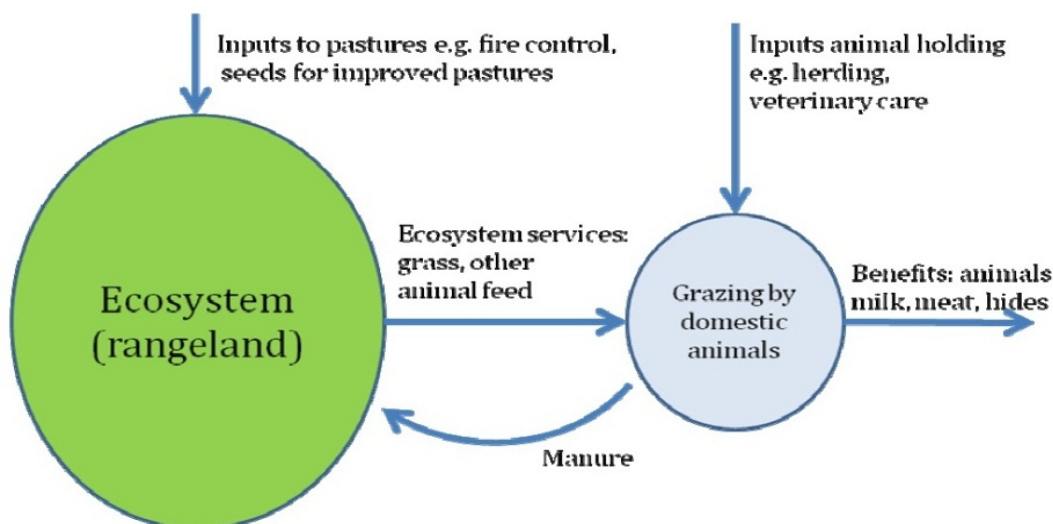 Inputs to pastures e.g. fire control,
seeds for improved pastures
Inputs animal holding
e.g. herding,
veterinary care
Ecosystem services:
grass, other
animal feed
Ecosystem
(rangeland)
Grazing by
domestic
animals
Benefits: animals
milk, meat, hides
Manure